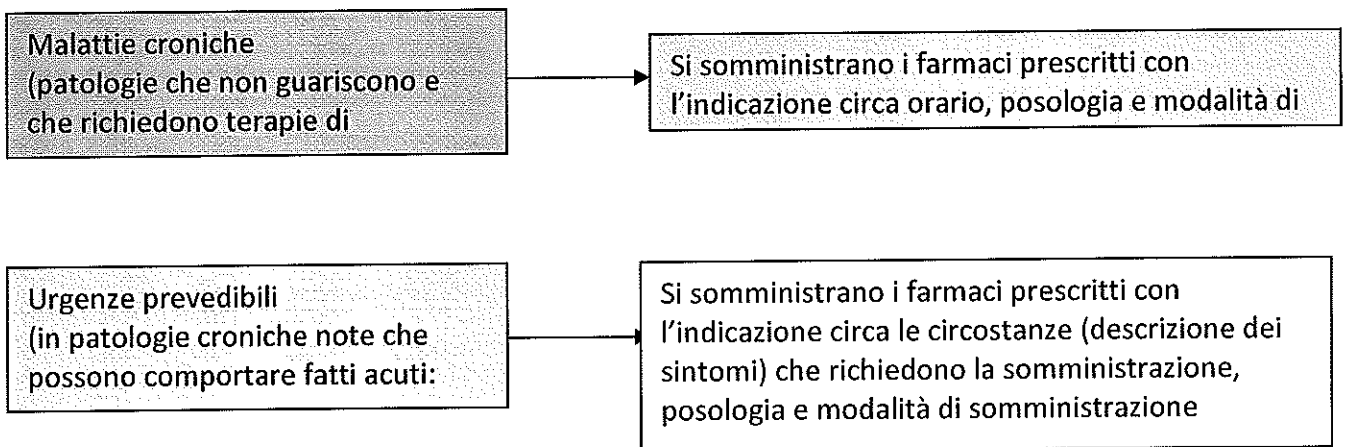 Malattie croniche
(patologie che non guariscono e
che richiedono terapie di
Si somministrano i farmaci prescritti con
l'indicazione circa orario, posologia e modalità di
Urgenze prevedibili
(in patologie croniche note che
possono comportare fatti acuti:
Si somministrano i farmaci prescritti con
l'indicazione circa le circostanze (descrizione dei
sintomi) che richiedono la somministrazione,
posologia e modalità di somministrazione